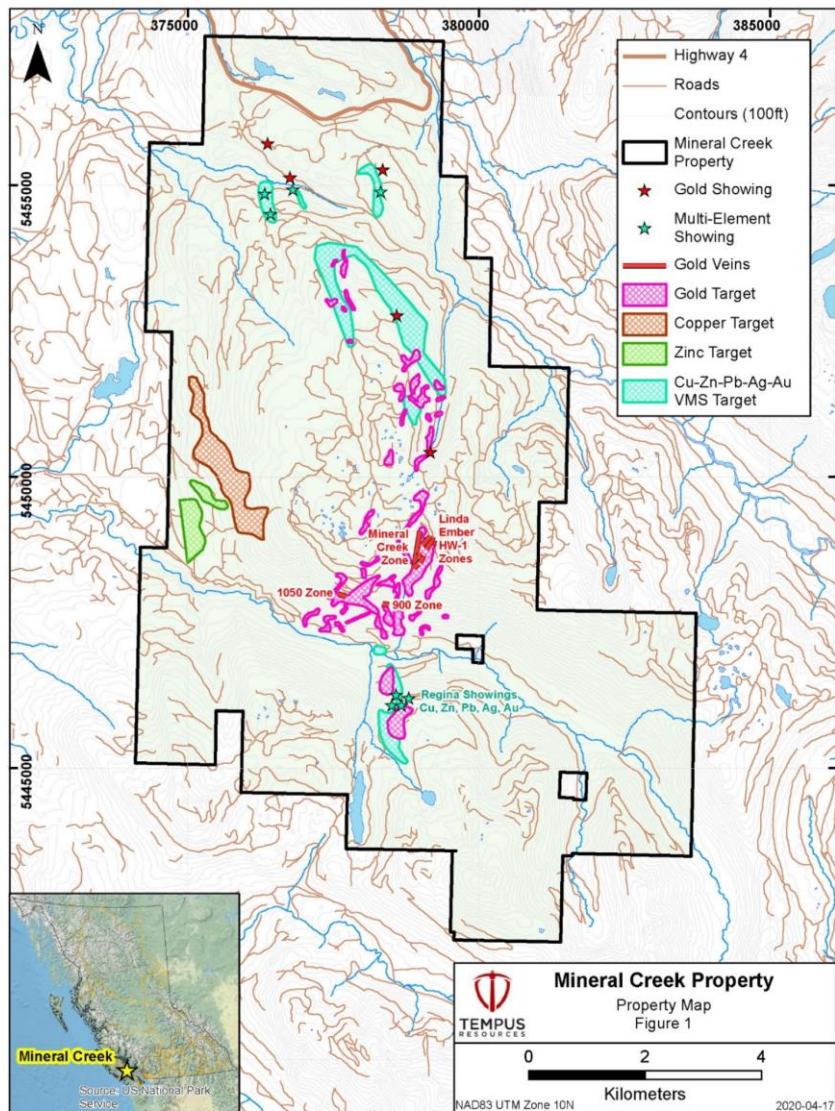 375000
380000
385000
N
Highway 4
Roads
Contours (100ft)
Mineral Creek
Property
Gold Showing
Multi-Element
Showing
Gold Veins
Gold Target
Copper Target
Zinc Target
Cu-Zn-Pb-Ag-Au
VMS Target
5455000
5450000
5445000
Mineral
Creek
Zone
Linda
Ember
HW-1
Zones
1050 Zone
900 Zone
Regina Showings
Cu, Zn, Pb, Ag, Au
Mineral Creek
Source: US National Park
Service
TEMPUS
RESOURCES
Mineral Creek Property
Property Map
Figure 1
0 2 4
Kilometers
NAD83 UTM Zone 10N
2020-04-17